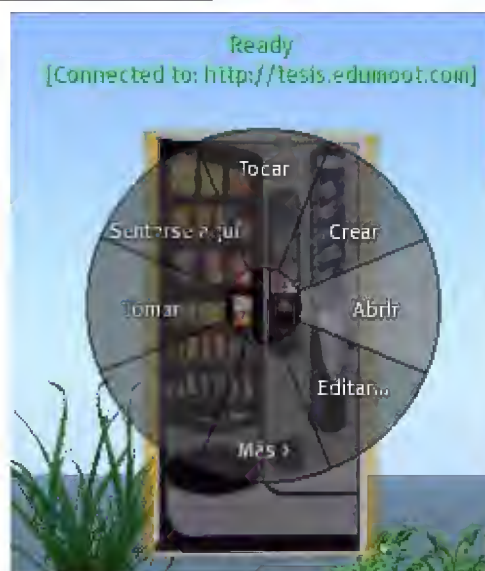 Ready
[Connected to: http://tesis.edumoot.com]
Tocar
Sentarse aquí
Crear
Tomar
Abrir
Editar...
Más >